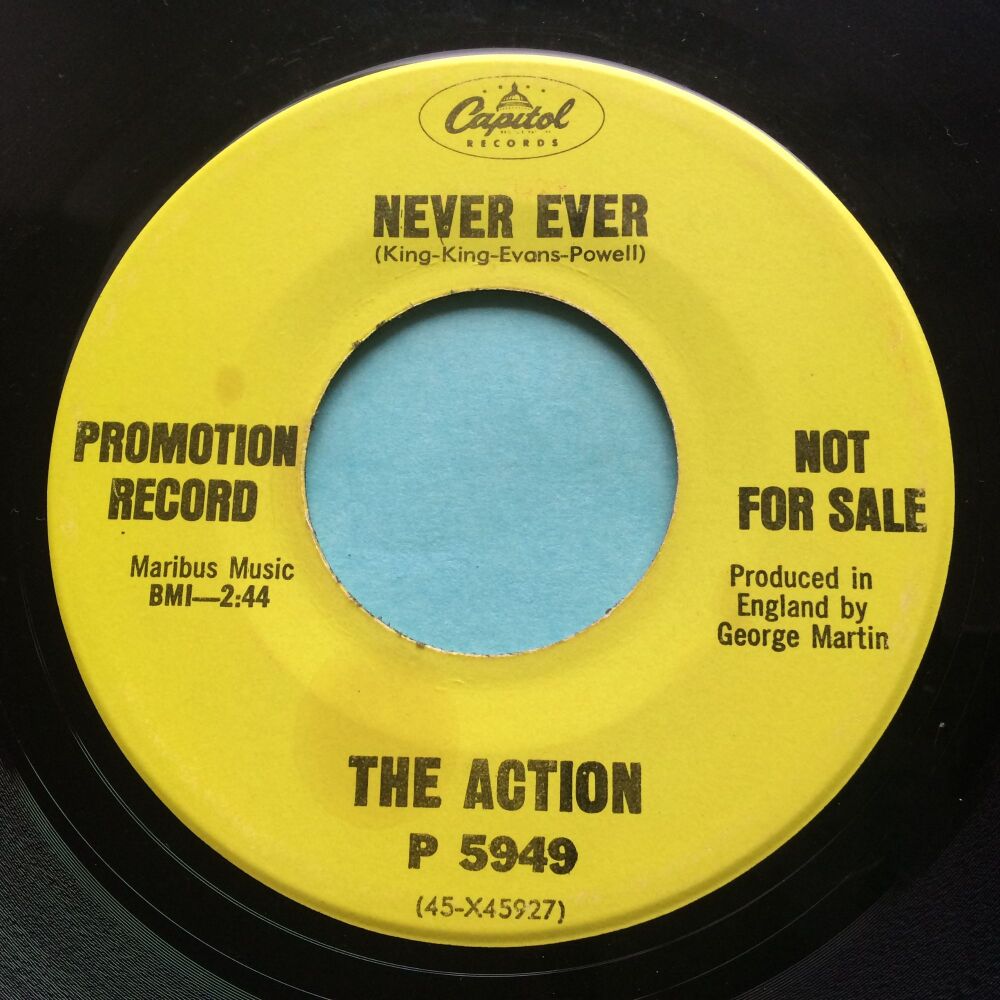 Capitol
RECORDS
NEVER EVER
(King-King-Evans-Powell)
PROMOTION
RECORD
Maribus Music
BMI—2:44
NOT
FOR SALE
Produced in
England by
George Martin
THE ACTION
P 5949
(45-X45927)